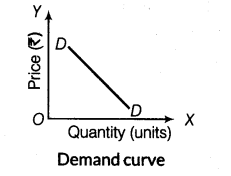 Y
D
Price (₹)
D
O
X
Quantity (units)
Demand curve